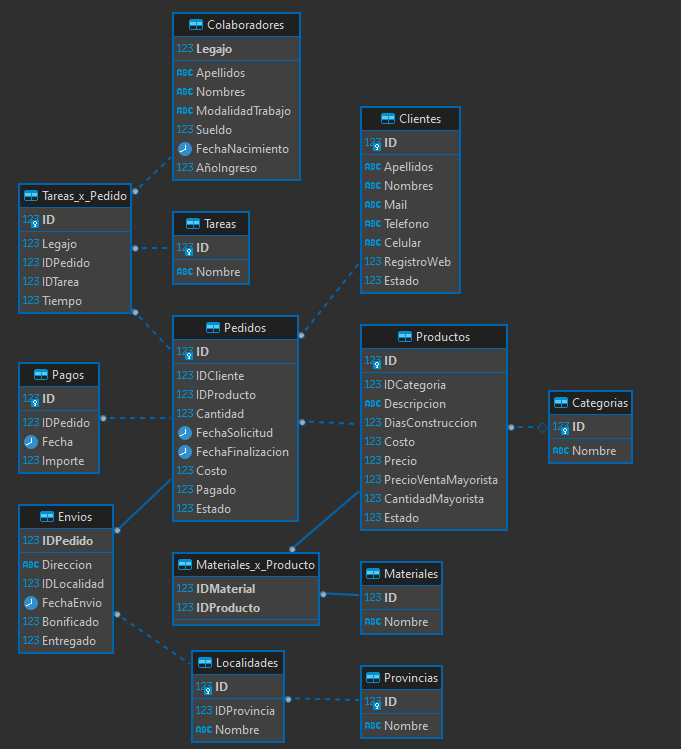 Colaboradores
123 Legajo
ABC Apellidos
ABC Nombres
ABC ModalidadTrabajo
123 Sueldo
FechaNacimiento
123 AñoIngreso
Clientes
123 ID
ABC Apellidos
ABC Nombres
ABC Mail
ABC Telefono
ABC Celular
123 RegistroWeb
123 Estado
Tareas_x_Pedido
123 ID
123 Legajo
123 IDPedido
123 IDTarea
123 Tiempo
Tareas
123 ID
ABC Nombre
Pedidos
123 ID
123 IDCliente
123 IDProducto
123 Cantidad
FechaSolicitud
FechaFinalizacion
123 Costo
123 Pagado
123 Estado
Productos
123 ID
123 IDCategoria
ABC Descripcion
123 DiasConstruccion
123 Costo
123 Precio
123 PrecioVentaMayorista
123 CantidadMayorista
123 Estado
Pagos
123 ID
123 IDPedido
Fecha
123 Importe
Categorias
123 ID
ABC Nombre
Envios
123 IDPedido
ABC Direccion
123 IDLocalidad
FechaEnvio
123 Bonificado
123 Entregado
Materiales_x_Producto
123 IDMaterial
123 IDProducto
Materiales
123 ID
ABC Nombre
Localidades
123 ID
123 IDProvincia
ABC Nombre
Provincias
123 ID
ABC Nombre